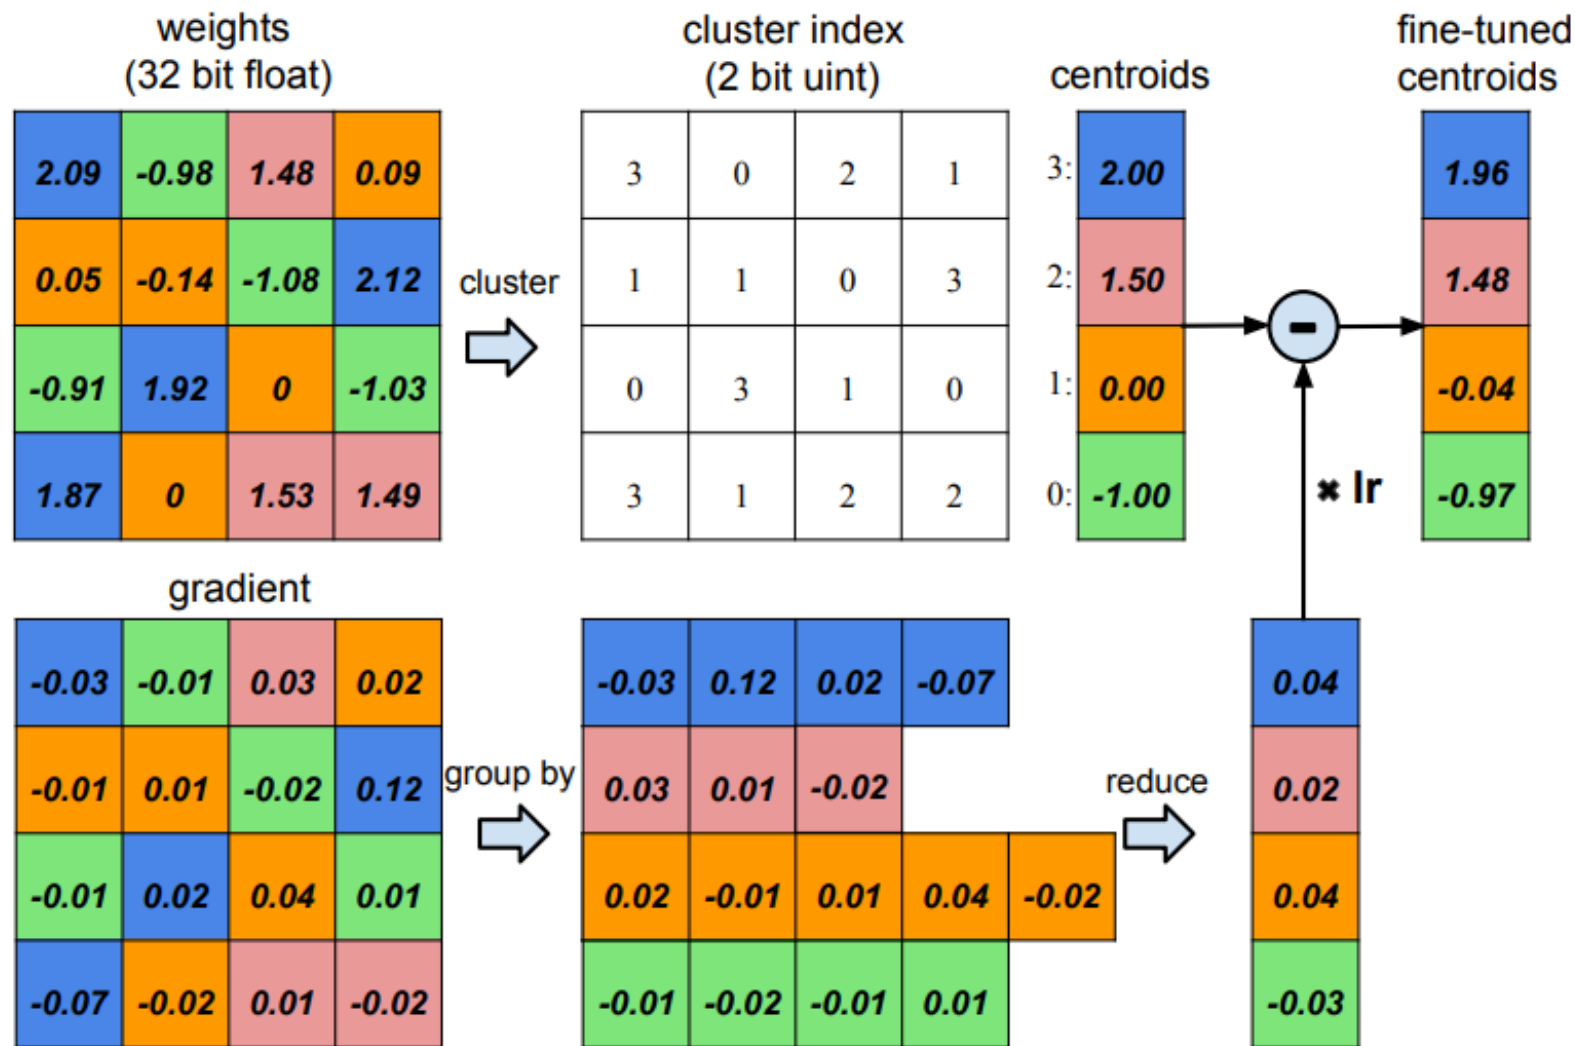 weights
(32 bit float)
cluster index
(2 bit uint)
centroids
fine-tuned
centroids
2.09 -0.98 1.48 0.09
3 0 2 1
3: 2.00
1.96
0.05 -0.14 -1.08 2.12
cluster
1 1 0 3
2: 1.50
1.48
-
-0.91 1.92 0 -1.03
0 3 1 0
1: 0.00
-0.04
1.87 0 1.53 1.49
3 1 2 2
0: -1.00
× lr
-0.97
gradient
-0.03 -0.01 0.03 0.02
-0.03 0.12 0.02 -0.07
0.04
-0.01 0.01 -0.02 0.12
group by
0.03 0.01 -0.02
reduce
0.02
-0.01 0.02 0.04 0.01
0.02 -0.01 0.01 0.04 -0.02
0.04
-0.07 -0.02 0.01 -0.02
-0.01 -0.02 -0.01 0.01
-0.03